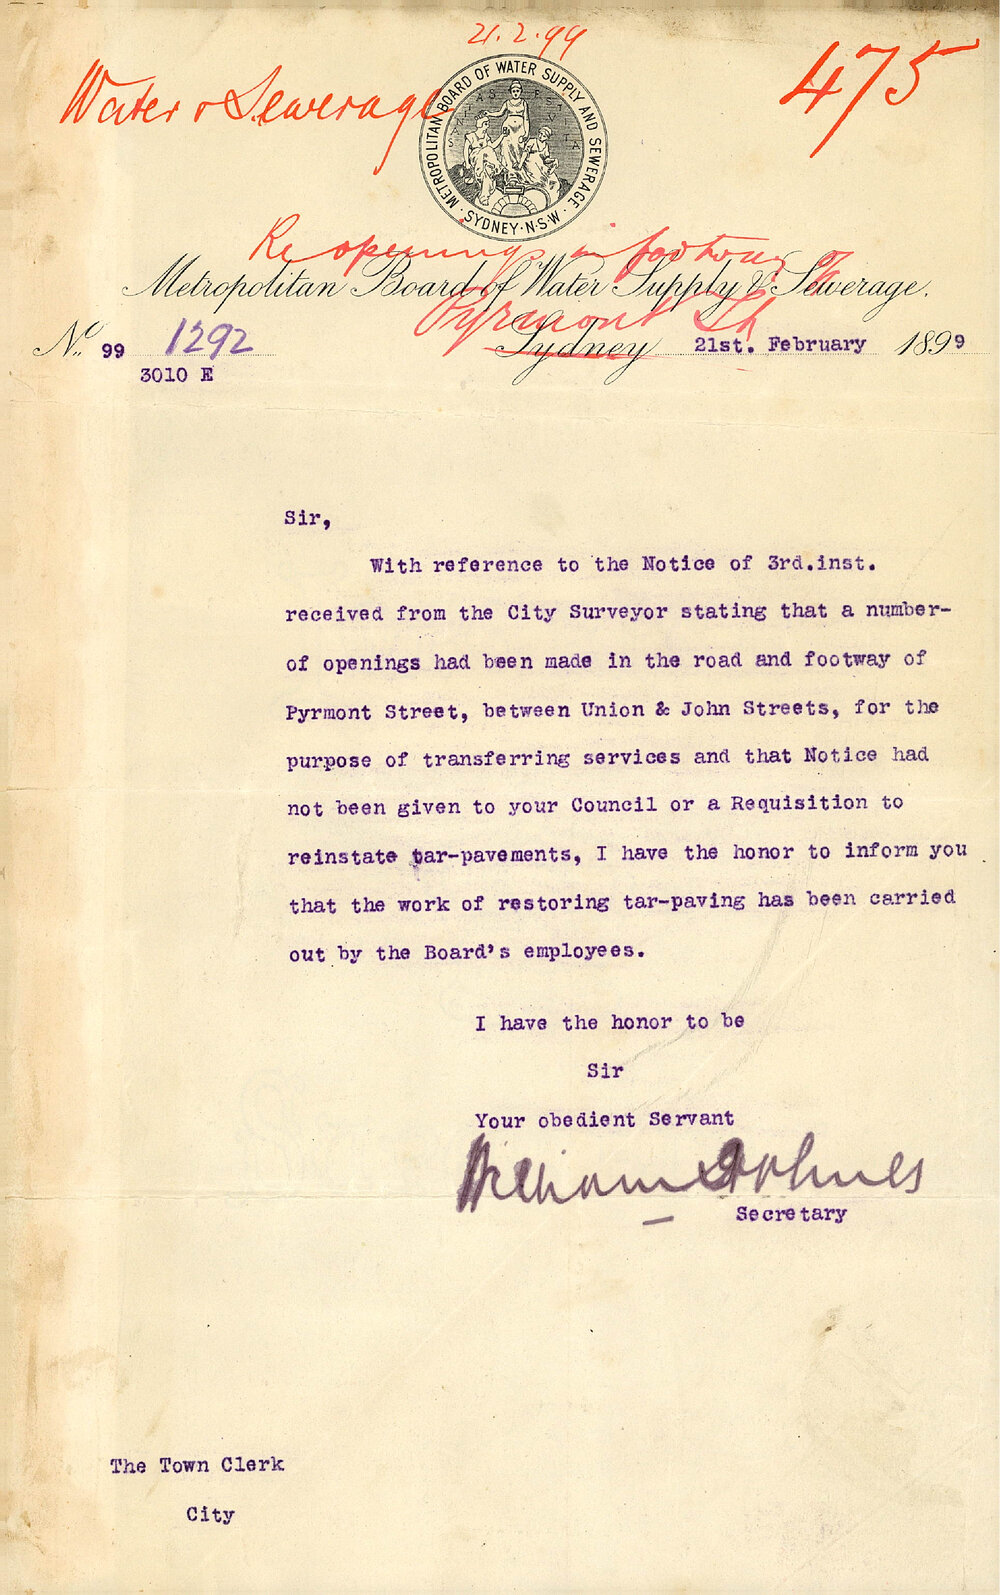 21.2.99
Water & Sewerage
475
METROPOLITAN BOARD OF WATER SUPPLY AND SEWERAGE
SYDNEY·N·S·W·
Re openings in footway
Metropolitan Board of Water Supply & Sewerage.
Pyrmont St
No. 99 1292
Sydney 21st. February 1899
3010 E
Sir,
With reference to the Notice of 3rd.inst.
received from the City Surveyor stating that a number-
of openings had been made in the road and footway of
Pyrmont Street, between Union & John Streets, for the
purpose of transferring services and that Notice had
not been given to your Council or a Requisition to
reinstate tar-pavements, I have the honor to inform you
that the work of restoring tar-paving has been carried
out by the Board's employees.
I have the honor to be
Sir
Your obedient Servant
William Holmes
Secretary
The Town Clerk
City